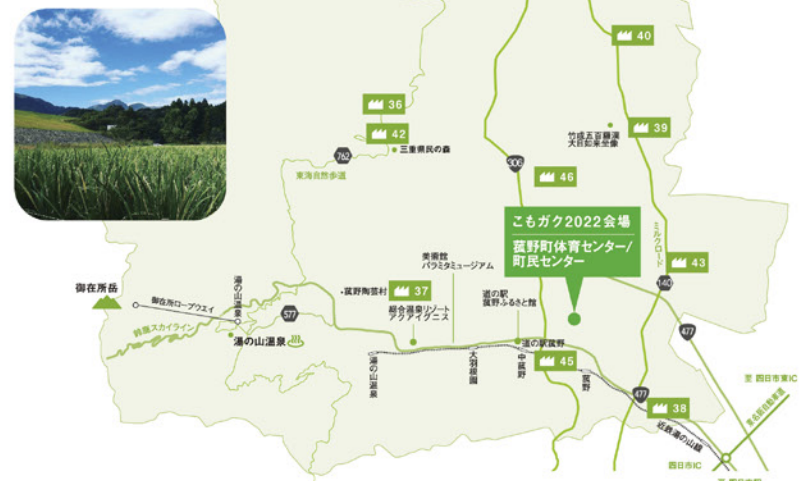 40
36
42
762
三重県民の森
東海自然歩道
39
竹成五百羅漢
大日如来坐像
306
46
こもガク2022会場
菰野町体育センター/
町民センター
ミルクロード
43
140
477
御在所岳
御在所ロープウエイ
湯の山温泉
鈴鹿スカイライン
577
湯の山温泉
菰野陶芸村
37
総合温泉リゾート
アクアイグニス
美術館
パラミタミュージアム
道の駅
菰野ふるさと館
道の駅菰野
湯の山温泉
大羽根園
中菰野
45
菰野
477
38
近鉄湯の山線
至 四日市東IC
東名阪自動車道
四日市IC